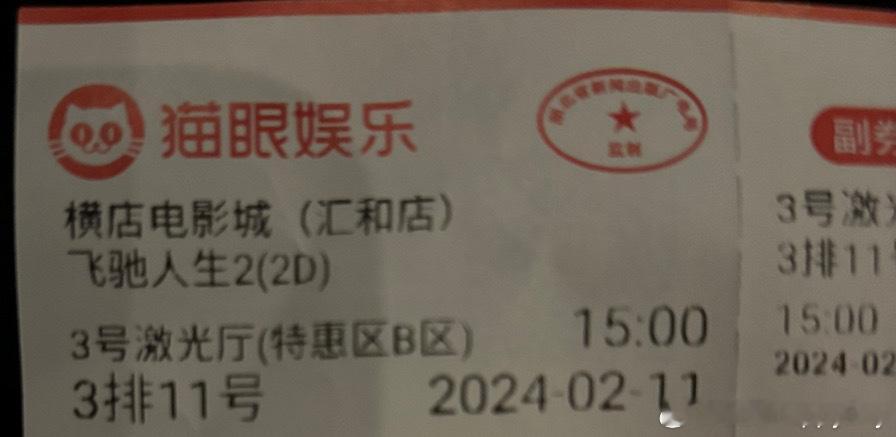 猫眼娱乐
监制
横店电影城（汇和店）
飞驰人生2(2D)
3号激光厅(特惠区B区)
15:00
3排11号
2024-02-11
副券
3号激
3排11
15:00
2024-02